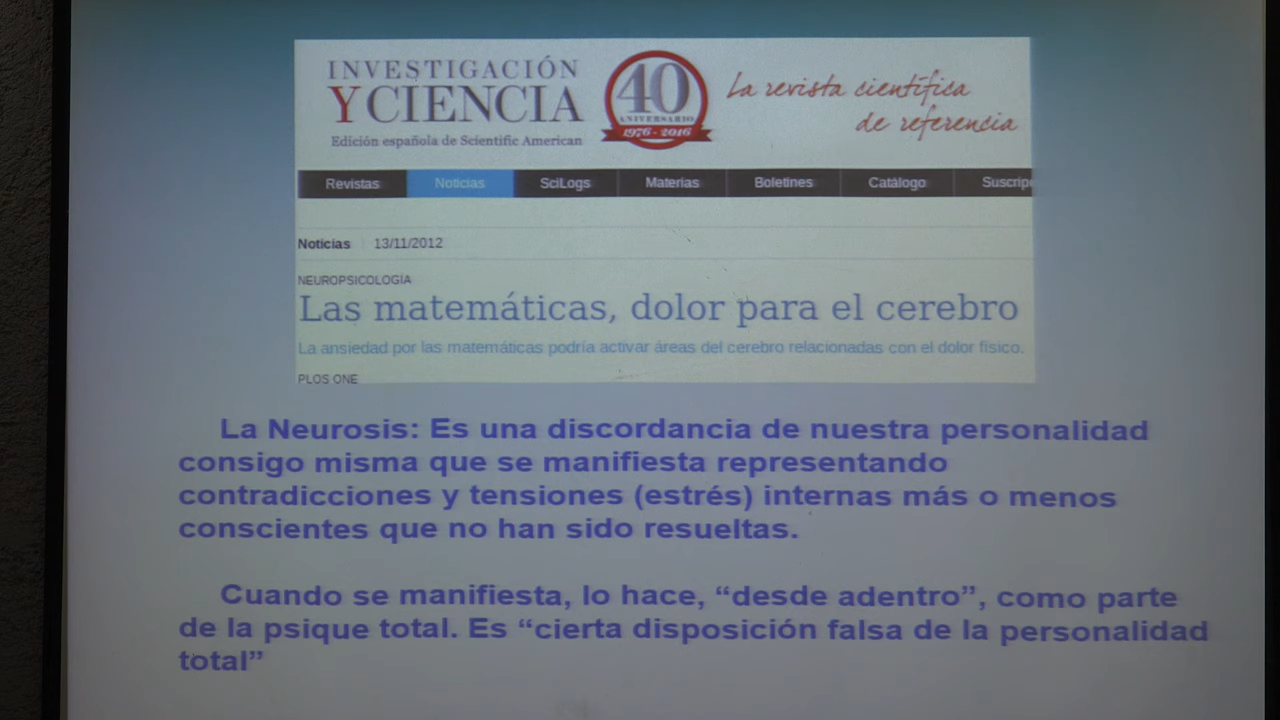 INVESTIGACIÓN
Y CIENCIA
Edición española de Scientific American
40
ANIVERSARIO
1976 - 2016
La revista científica
de referencia
Revistas Noticias SciLogs Materias Boletines Catálogo Suscrip
Noticias 13/11/2012
NEUROPSICOLOGÍA
Las matemáticas, dolor para el cerebro
La ansiedad por las matemáticas podría activar áreas del cerebro relacionadas con el dolor físico.
PLOS ONE
La Neurosis: Es una discordancia de nuestra personalidad
consigo misma que se manifiesta representando
contradicciones y tensiones (estrés) internas más o menos
conscientes que no han sido resueltas.
Cuando se manifiesta, lo hace, “desde adentro”, como parte
de la psique total. Es “cierta disposición falsa de la personalidad
total”